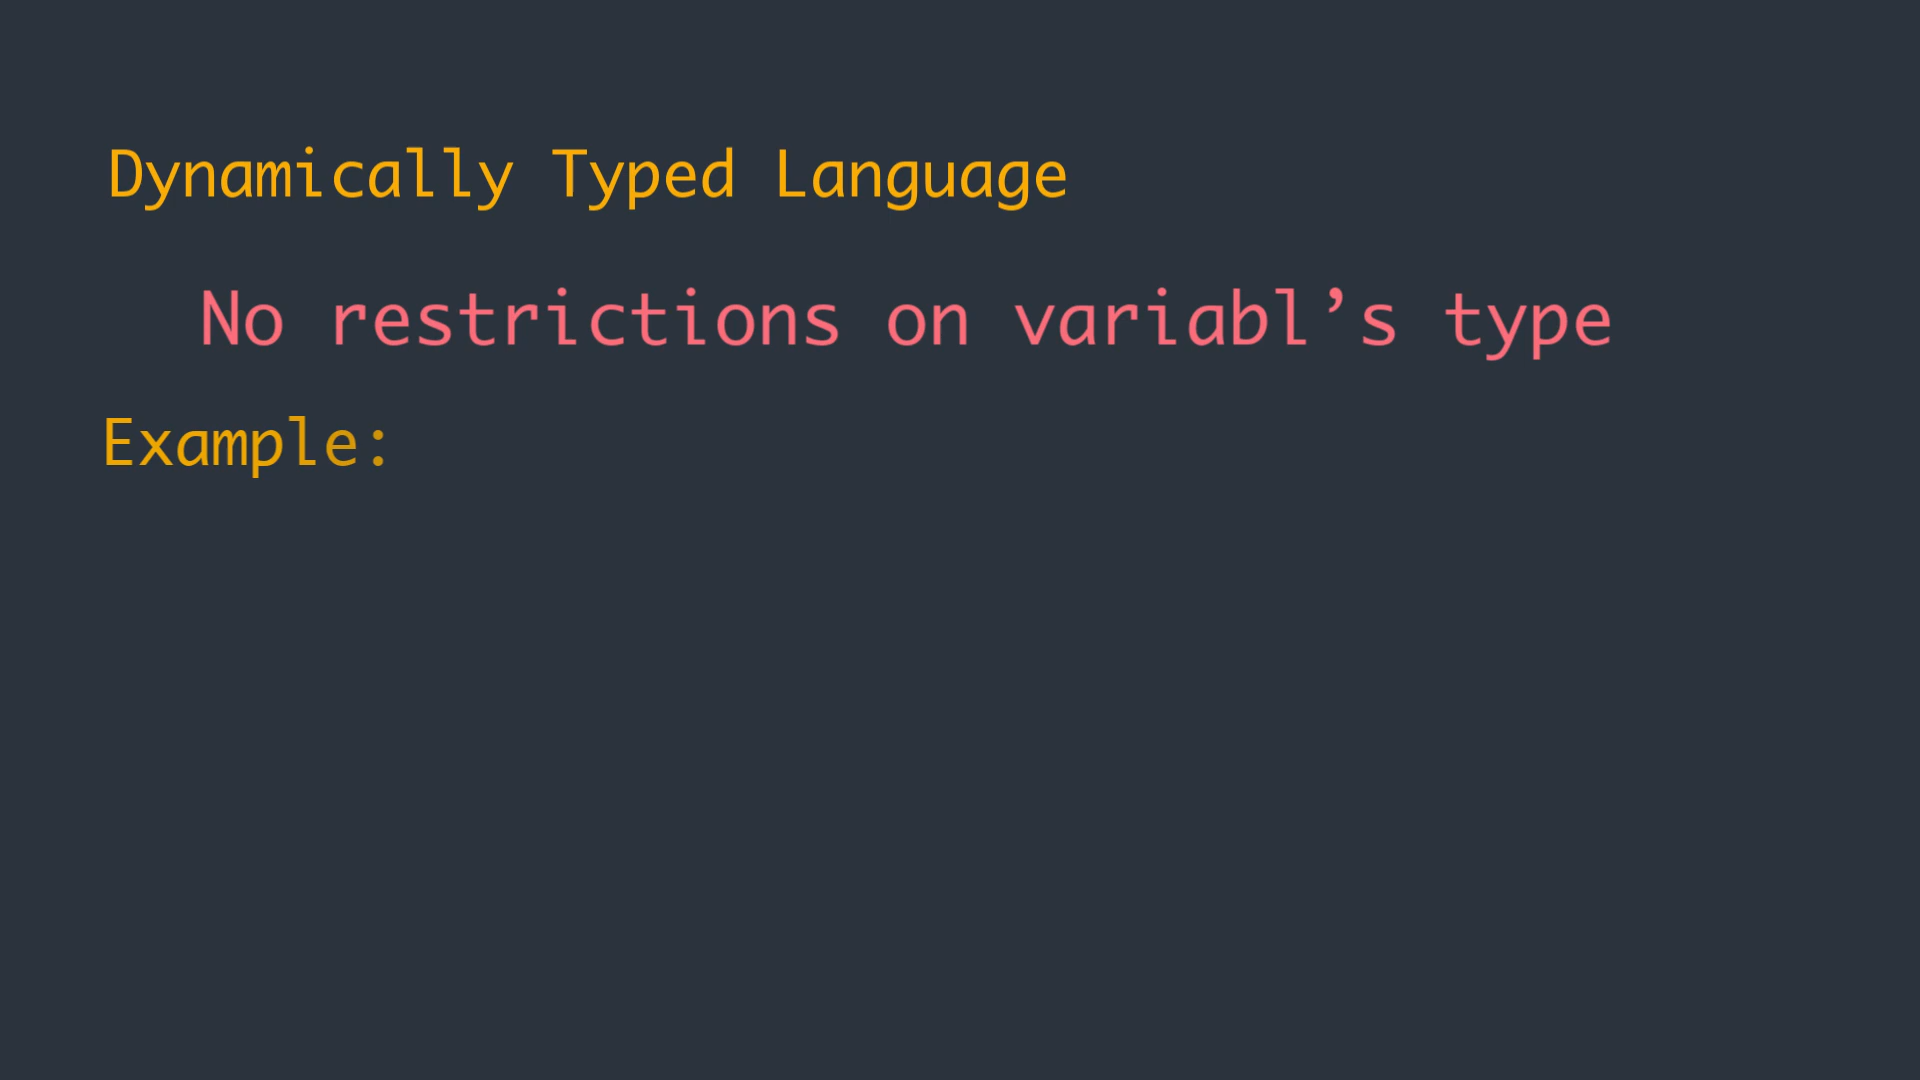 Dynamically Typed Language
No restrictions on variabl’s type
Example: